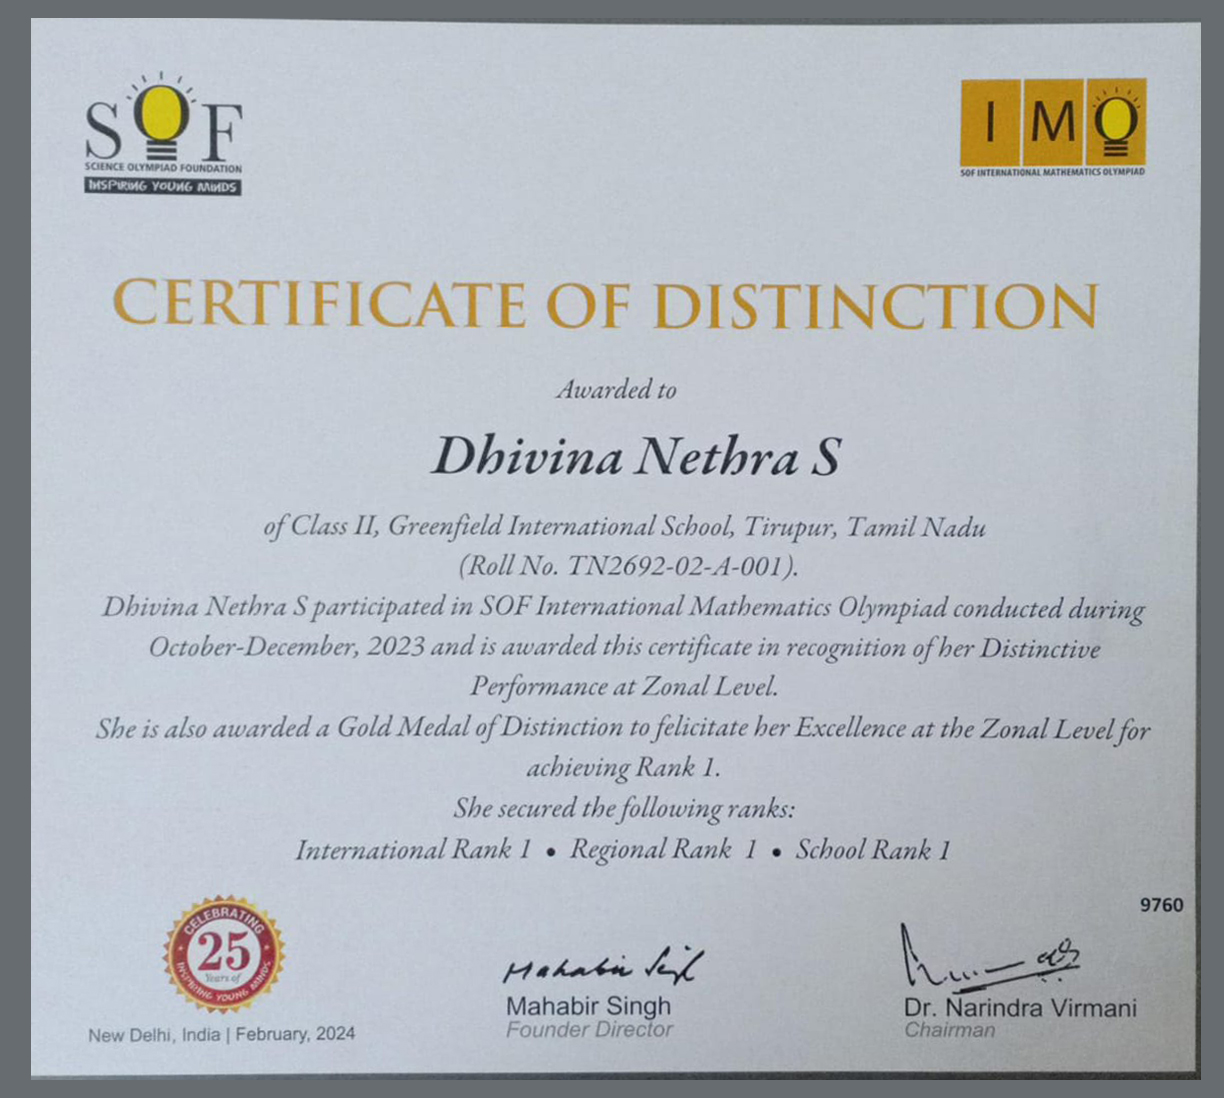 SOF
SCIENCE OLYMPIAD FOUNDATION
INSPIRING YOUNG MINDS
IMO
SOF INTERNATIONAL MATHEMATICS OLYMPIAD
CERTIFICATE OF DISTINCTION
Awarded to
Dhivina Nethra S
of Class II, Greenfield International School, Tirupur, Tamil Nadu
(Roll No. TN2692-02-A-001).
Dhivina Nethra S participated in SOF International Mathematics Olympiad conducted during
October-December, 2023 and is awarded this certificate in recognition of her Distinctive
Performance at Zonal Level.
She is also awarded a Gold Medal of Distinction to felicitate her Excellence at the Zonal Level for
achieving Rank 1.
She secured the following ranks:
International Rank 1 • Regional Rank 1 • School Rank 1
9760
CELEBRATING
25
Years of
INSPIRING YOUNG MINDS
New Delhi, India | February, 2024
Mahabir Singh
Mahabir Singh
Founder Director
Dr. Narindra Virmani
Chairman